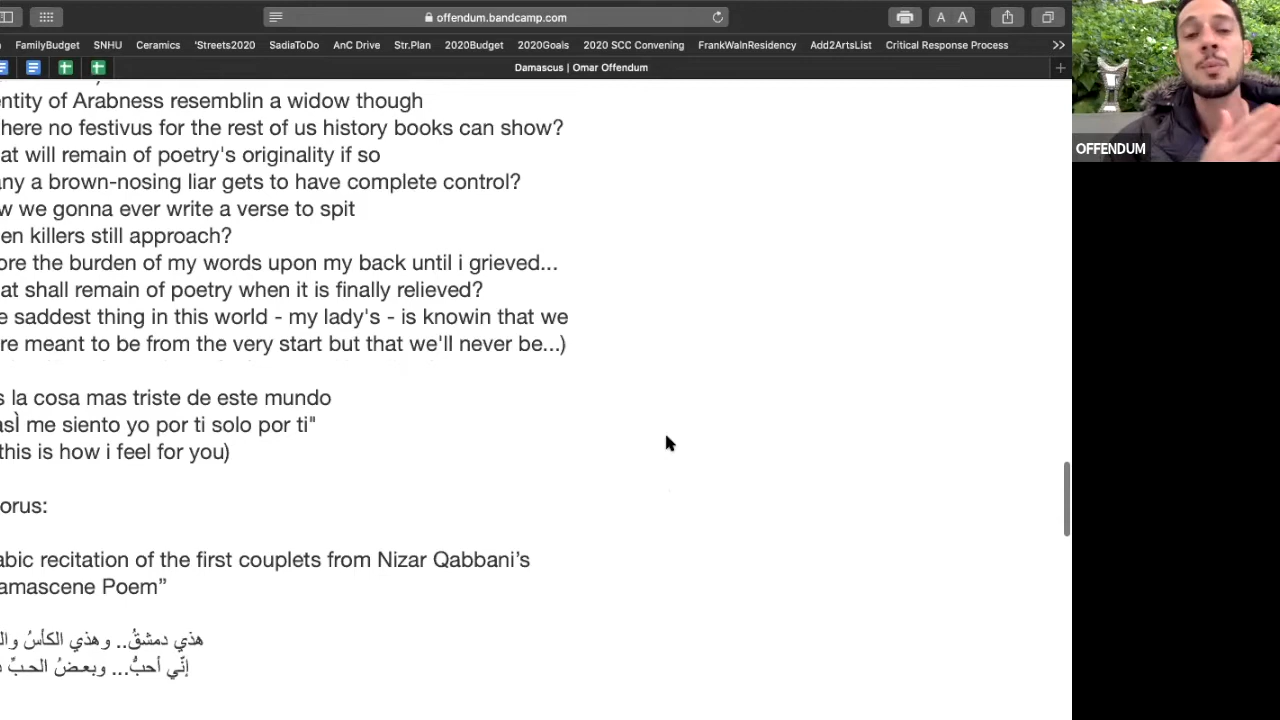 offendum.bandcamp.com
FamilyBudget SNHU Ceramics 'Streets2020 SadiaToDo AnC Drive Str.Plan 2020Budget 2020Goals 2020 SCC Convening FrankWalnResidency Add2ArtsList Critical Response Process
Damascus | Omar Offendum
OFFENDUM
entity of Arabness resemblin a widow though
here no festivus for the rest of us history books can show?
at will remain of poetry's originality if so
any a brown-nosing liar gets to have complete control?
w we gonna ever write a verse to spit
en killers still approach?
ore the burden of my words upon my back until i grieved...
at shall remain of poetry when it is finally relieved?
e saddest thing in this world - my lady's - is knowin that we
re meant to be from the very start but that we'll never be...)
s la cosa mas triste de este mundo
asÌ me siento yo por ti solo por ti"
this is how i feel for you)
orus:
abic recitation of the first couplets from Nizar Qabbani's
amascene Poem"
هذي دمشقُ.. وهذي الكأسُ
إنّي أحبُّ... وبعضُ الحبِّ